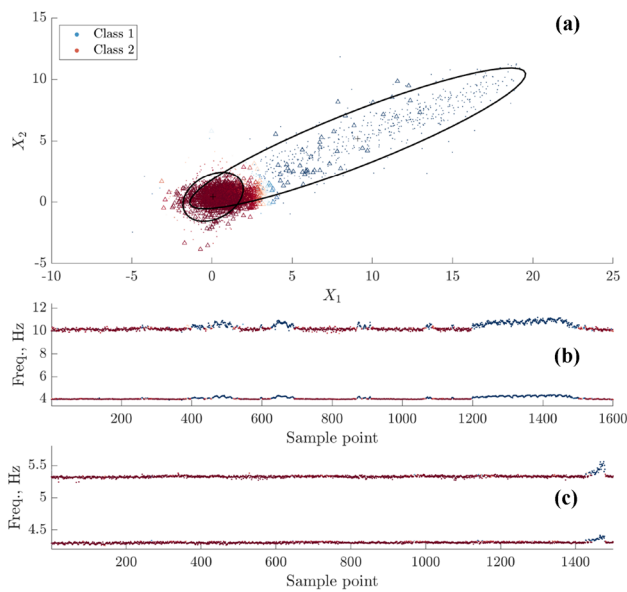 15
(a)
Class 1
Class 2
10
X₂
5
0
-5
-10 -5 0 5 10 15 20 25
X₁
12
10
8
6
4
Freq., Hz
(b)
200 400 600 800 1000 1200 1400 1600
Sample point
5.5
5
4.5
Freq., Hz
(c)
200 400 600 800 1000 1200 1400
Sample point